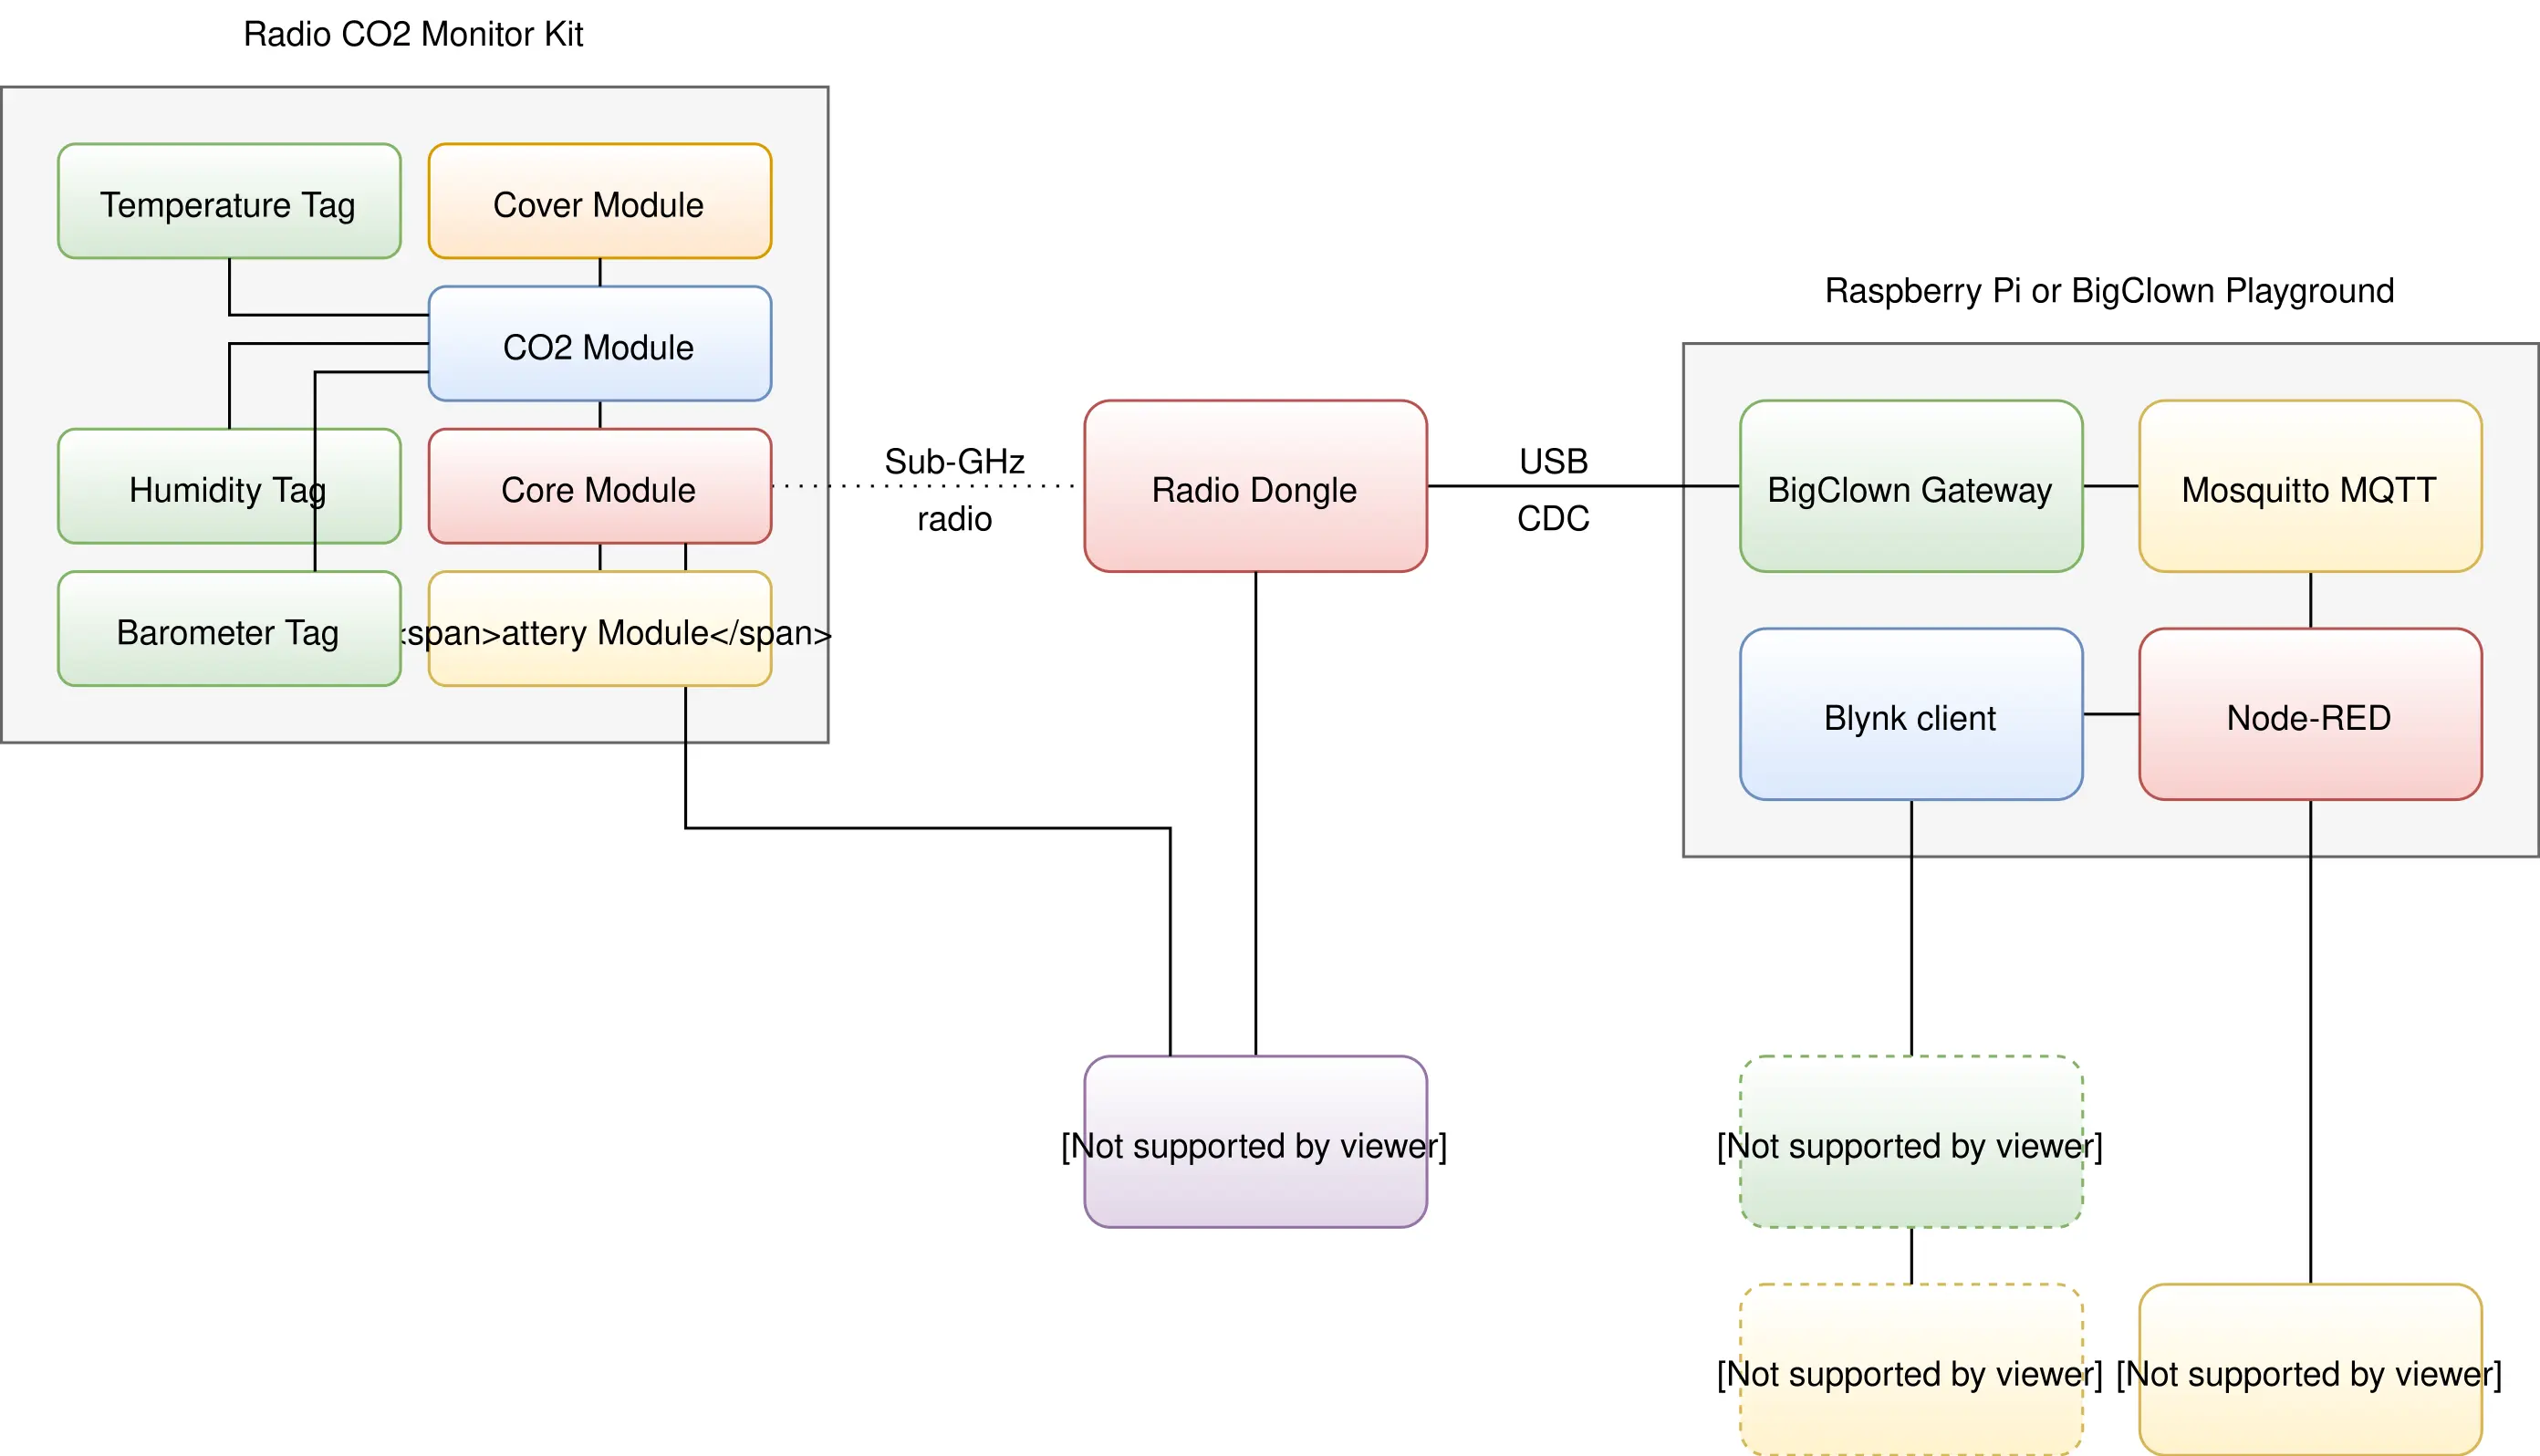 Radio CO2 Monitor Kit
Temperature Tag
Cover Module
CO2 Module
Humidity Tag
Core Module
Barometer Tag
<span>attery Module</span>
Sub-GHz
radio
Radio Dongle
USB
CDC
Raspberry Pi or BigClown Playground
BigClown Gateway
Mosquitto MQTT
Blynk client
Node-RED
[Not supported by viewer]
[Not supported by viewer]
[Not supported by viewer]
[Not supported by viewer]